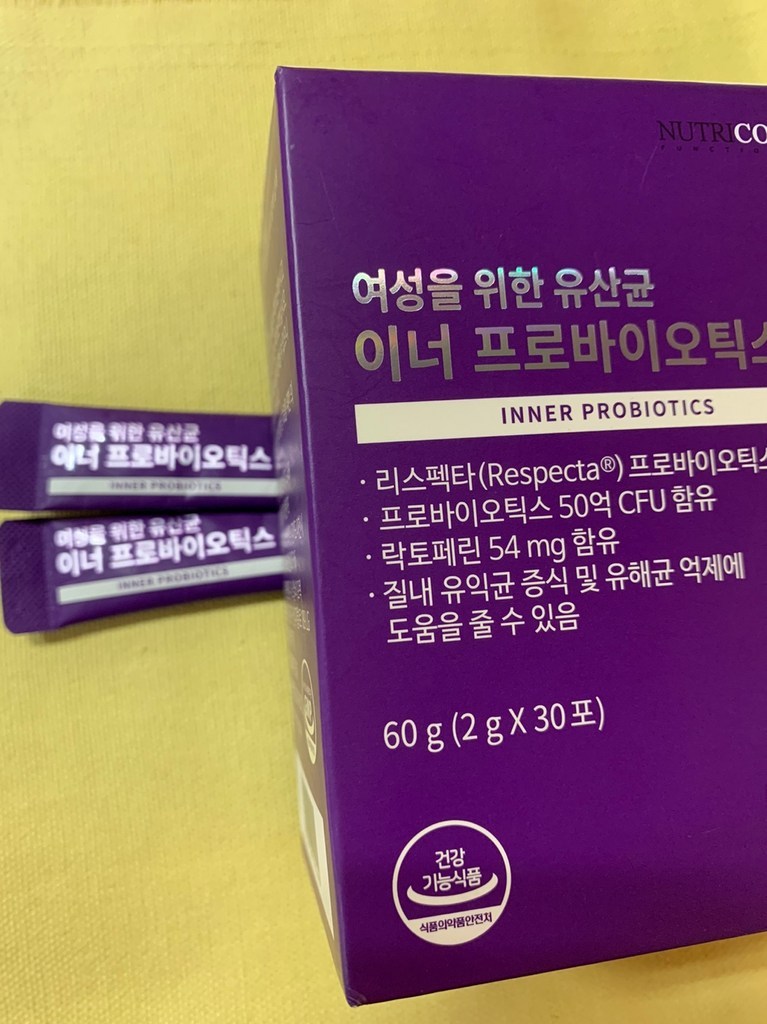 NUTRICO
여성을 위한 유산균
이너 프로바이오틱스
INNER PROBIOTICS
· 리스펙타(Respecta®) 프로바이오틱스
· 프로바이오틱스 50억 CFU 함유
· 락토페린 54 mg 함유
· 질내 유익균 증식 및 유해균 억제에
도움을 줄 수 있음
60 g (2 g X 30포)
건강
기능식품
식품의약품안전처
여성을 위한 유산균
이너 프로바이오틱스
INNER PROBIOTICS
여성을 위한 유산균
이너 프로바이오틱스
INNER PROBIOTICS